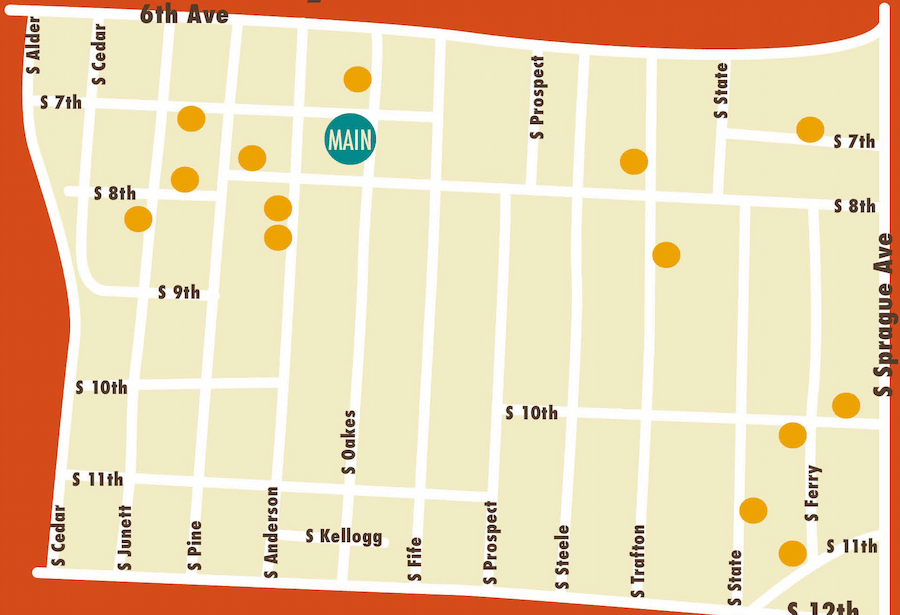 6th Ave
S Alder
S Cedar
S 7th
MAIN
S Prospect
S State
S 7th
S 8th
S 8th
S Sprague Ave
S 9th
S 10th
S 10th
S Oakes
S 11th
S Ferry
S Cedar
S Junett
S Pine
S Anderson
S Kellogg
S Fife
S Prospect
S Steele
S Trafton
S State
S 11th
S 12th